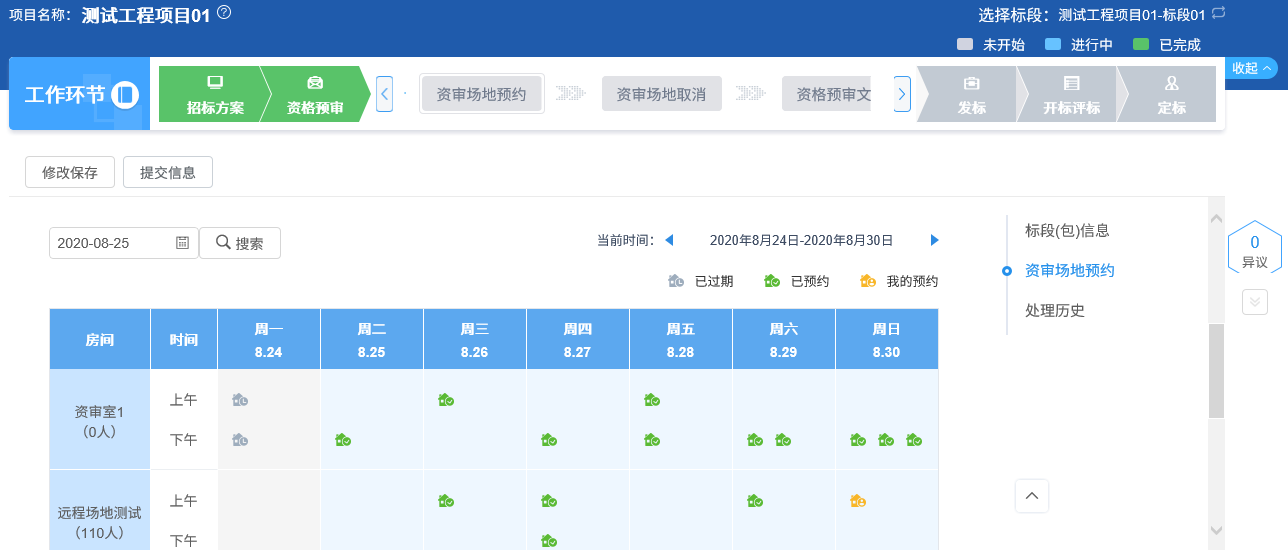 项目名称： 测试工程项目01
选择标段： 测试工程项目01-标段01
未开始 进行中 已完成
收起
工作环节
招标方案
资格预审
资审场地预约
资审场地取消
资格预审文
发标
开标评标
定标
修改保存
提交信息
2020-08-25
搜索
当前时间：
2020年8月24日-2020年8月30日
已过期 已预约 我的预约
房间 时间 周一 8.24 周二 8.25 周三 8.26 周四 8.27 周五 8.28 周六 8.29 周日 8.30
资审室1
（0人）
上午
下午
远程场地测试
（110人）
上午
下午
标段(包)信息
资审场地预约
处理历史
0
异议